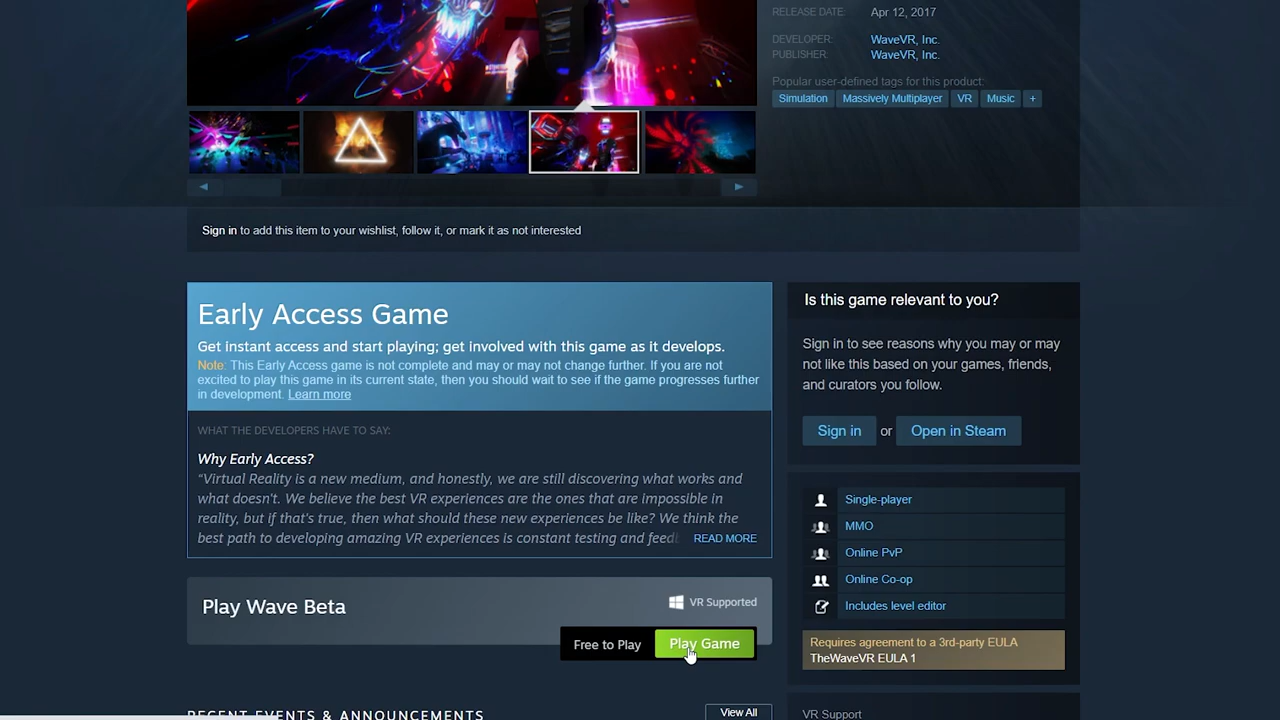 RELEASE DATE: Apr 12, 2017
DEVELOPER: WaveVR, Inc.
PUBLISHER: WaveVR, Inc.
Popular user-defined tags for this product:
Simulation Massively Multiplayer VR Music +
Sign in to add this item to your wishlist, follow it, or mark it as not interested
Early Access Game
Get instant access and start playing; get involved with this game as it develops.
Note: This Early Access game is not complete and may or may not change further. If you are not
excited to play this game in its current state, then you should wait to see if the game progresses further
in development. Learn more
WHAT THE DEVELOPERS HAVE TO SAY:
Why Early Access?
“Virtual Reality is a new medium, and honestly, we are still discovering what works and
what doesn't. We believe the best VR experiences are the ones that are impossible in
reality, but if that's true, then what should these new experiences be like? We think the
best path to developing amazing VR experiences is constant testing and feedb READ MORE
Is this game relevant to you?
Sign in to see reasons why you may or may
not like this based on your games, friends,
and curators you follow.
Sign in or Open in Steam
Single-player
MMO
Online PvP
Online Co-op
Includes level editor
Requires agreement to a 3rd-party EULA
TheWaveVR EULA 1
Play Wave Beta
VR Supported
Free to Play Play Game
RECENT EVENTS & ANNOUNCEMENTS View All
VR Support